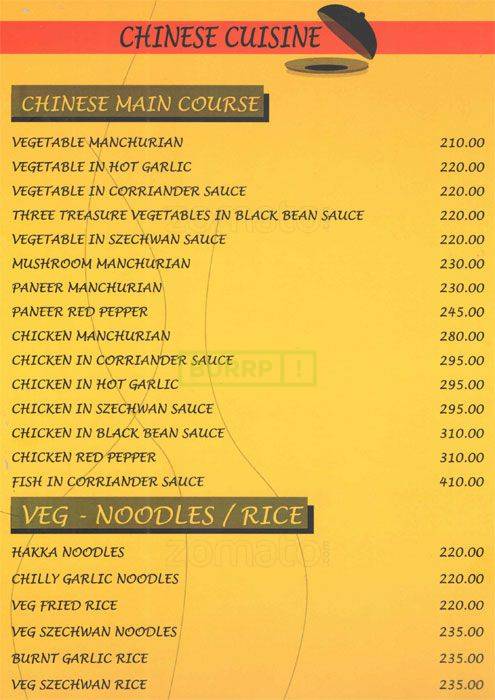 CHINESE CUISINE
CHINESE MAIN COURSE
VEGETABLE MANCHURIAN 210.00
VEGETABLE IN HOT GARLIC 220.00
VEGETABLE IN CORRIANDER SAUCE 220.00
THREE TREASURE VEGETABLES IN BLACK BEAN SAUCE 220.00
VEGETABLE IN SZECHWAN SAUCE 220.00
MUSHROOM MANCHURIAN 230.00
PANEER MANCHURIAN 230.00
PANEER RED PEPPER 245.00
CHICKEN MANCHURIAN 280.00
CHICKEN IN CORRIANDER SAUCE 295.00
BURRP!
CHICKEN IN HOT GARLIC 295.00
CHICKEN IN SZECHWAN SAUCE 295.00
CHICKEN IN BLACK BEAN SAUCE 310.00
CHICKEN RED PEPPER 310.00
FISH IN CORRIANDER SAUCE 410.00
VEG - NOODLES / RICE
HAKKA NOODLES 220.00
zomato.com
CHILLY GARLIC NOODLES 220.00
VEG FRIED RICE 220.00
VEG SZECHWAN NOODLES 235.00
BURNT GARLIC RICE 235.00
VEG SZECHWAN RICE 235.00